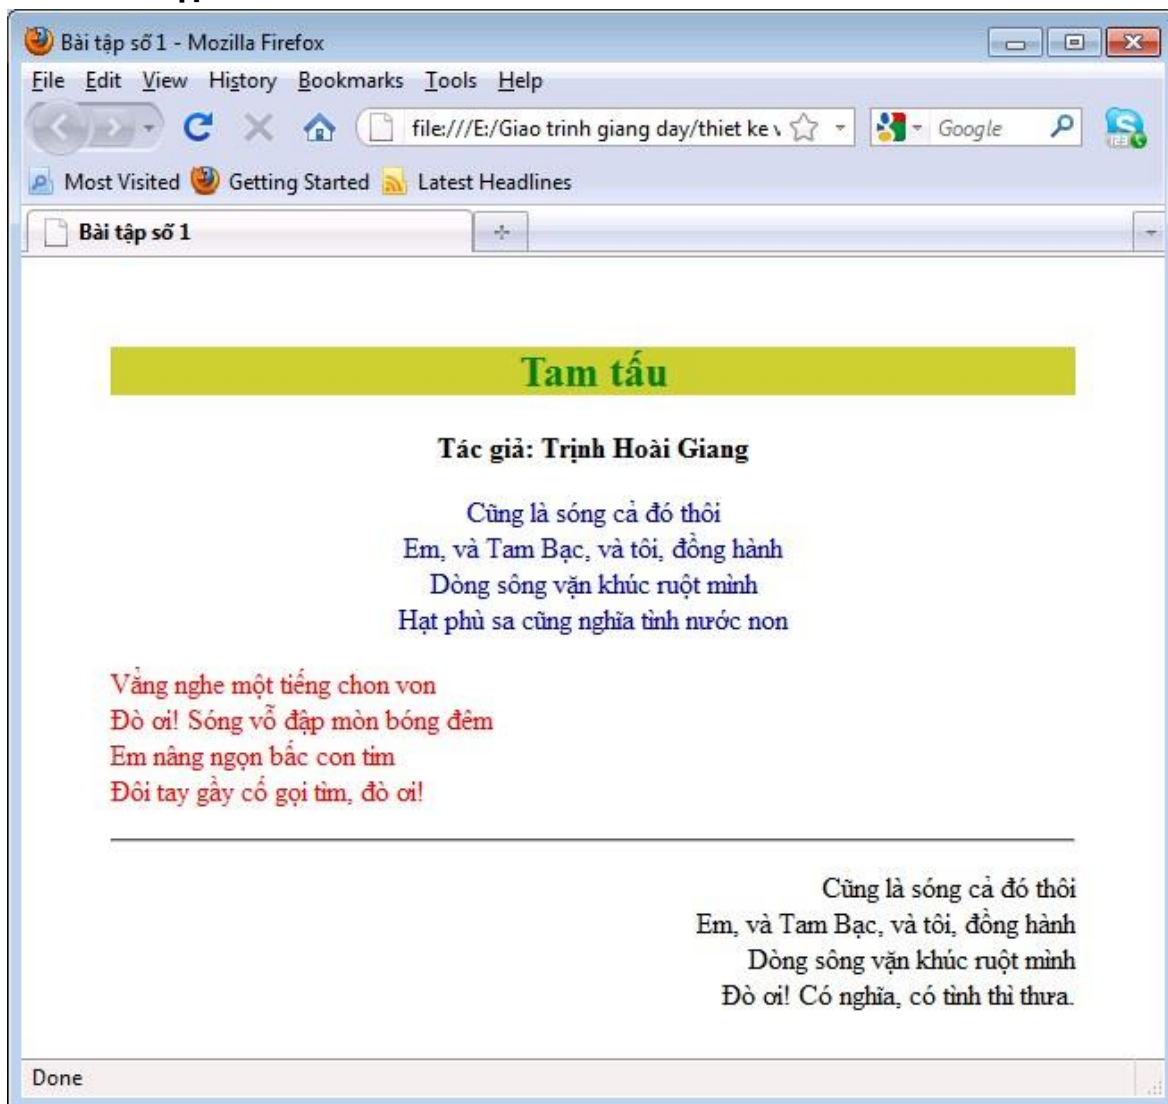 Bài tập số 1 - Mozilla Firefox
File Edit View History Bookmarks Tools Help
file:///E:/Giao trinh giang day/thiet ke Google
Most Visited Getting Started Latest Headlines
Bài tập số 1
Tam tấu
Tác giả: Trịnh Hoài Giang
Cũng là sóng cả đó thôi
Em, và Tam Bạc, và tôi, đồng hành
Dòng sông vặn khúc ruột mình
Hạt phù sa cũng nghĩa tình nước non
Vẳng nghe một tiếng chon von
Đò ơi! Sóng vỗ đập mòn bóng đêm
Em nâng ngọn bấc con tim
Đôi tay gầy cố gọi tìm, đò ơi!
Cũng là sóng cả đó thôi
Em, và Tam Bạc, và tôi, đồng hành
Dòng sông vặn khúc ruột mình
Đò ơi! Có nghĩa, có tình thì thưa.
Done